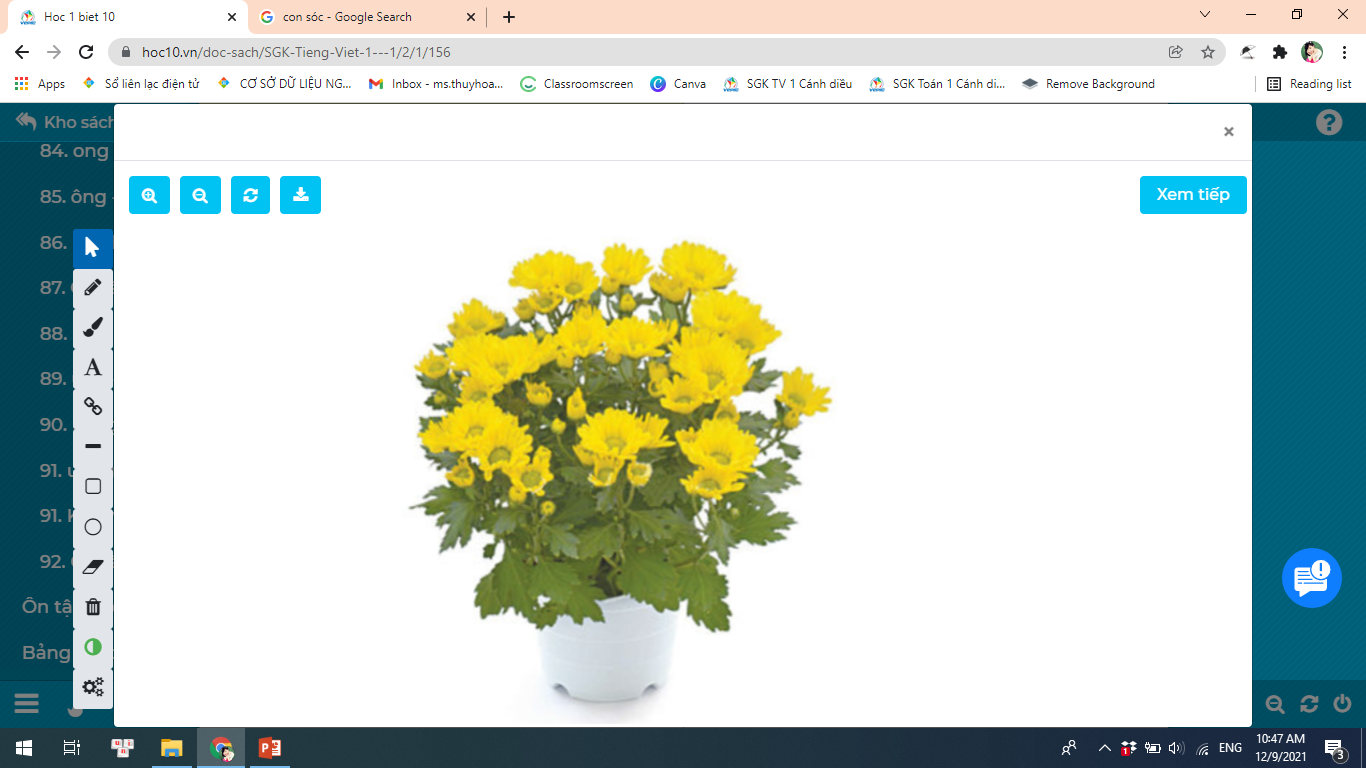 Hoc 1 biet 10
con sóc - Google Search
hoc10.vn/doc-sach/SGK-Tieng-Viet-1---1/2/1/156
Apps
Sổ liên lạc điện tử
CƠ SỞ DỮ LIỆU NG...
Inbox - ms.thuyhoa...
Classroomscreen
Canva
SGK TV 1 Cánh diều
SGK Toán 1 Cánh di...
Remove Background
Reading list
Kho sách
84. ong
85. ông
86.
87.
88.
89.
90.
91.
91.
92.
Ôn tậ
Bảng
A
Xem tiếp
ENG
10:47 AM
12/9/2021
3
1